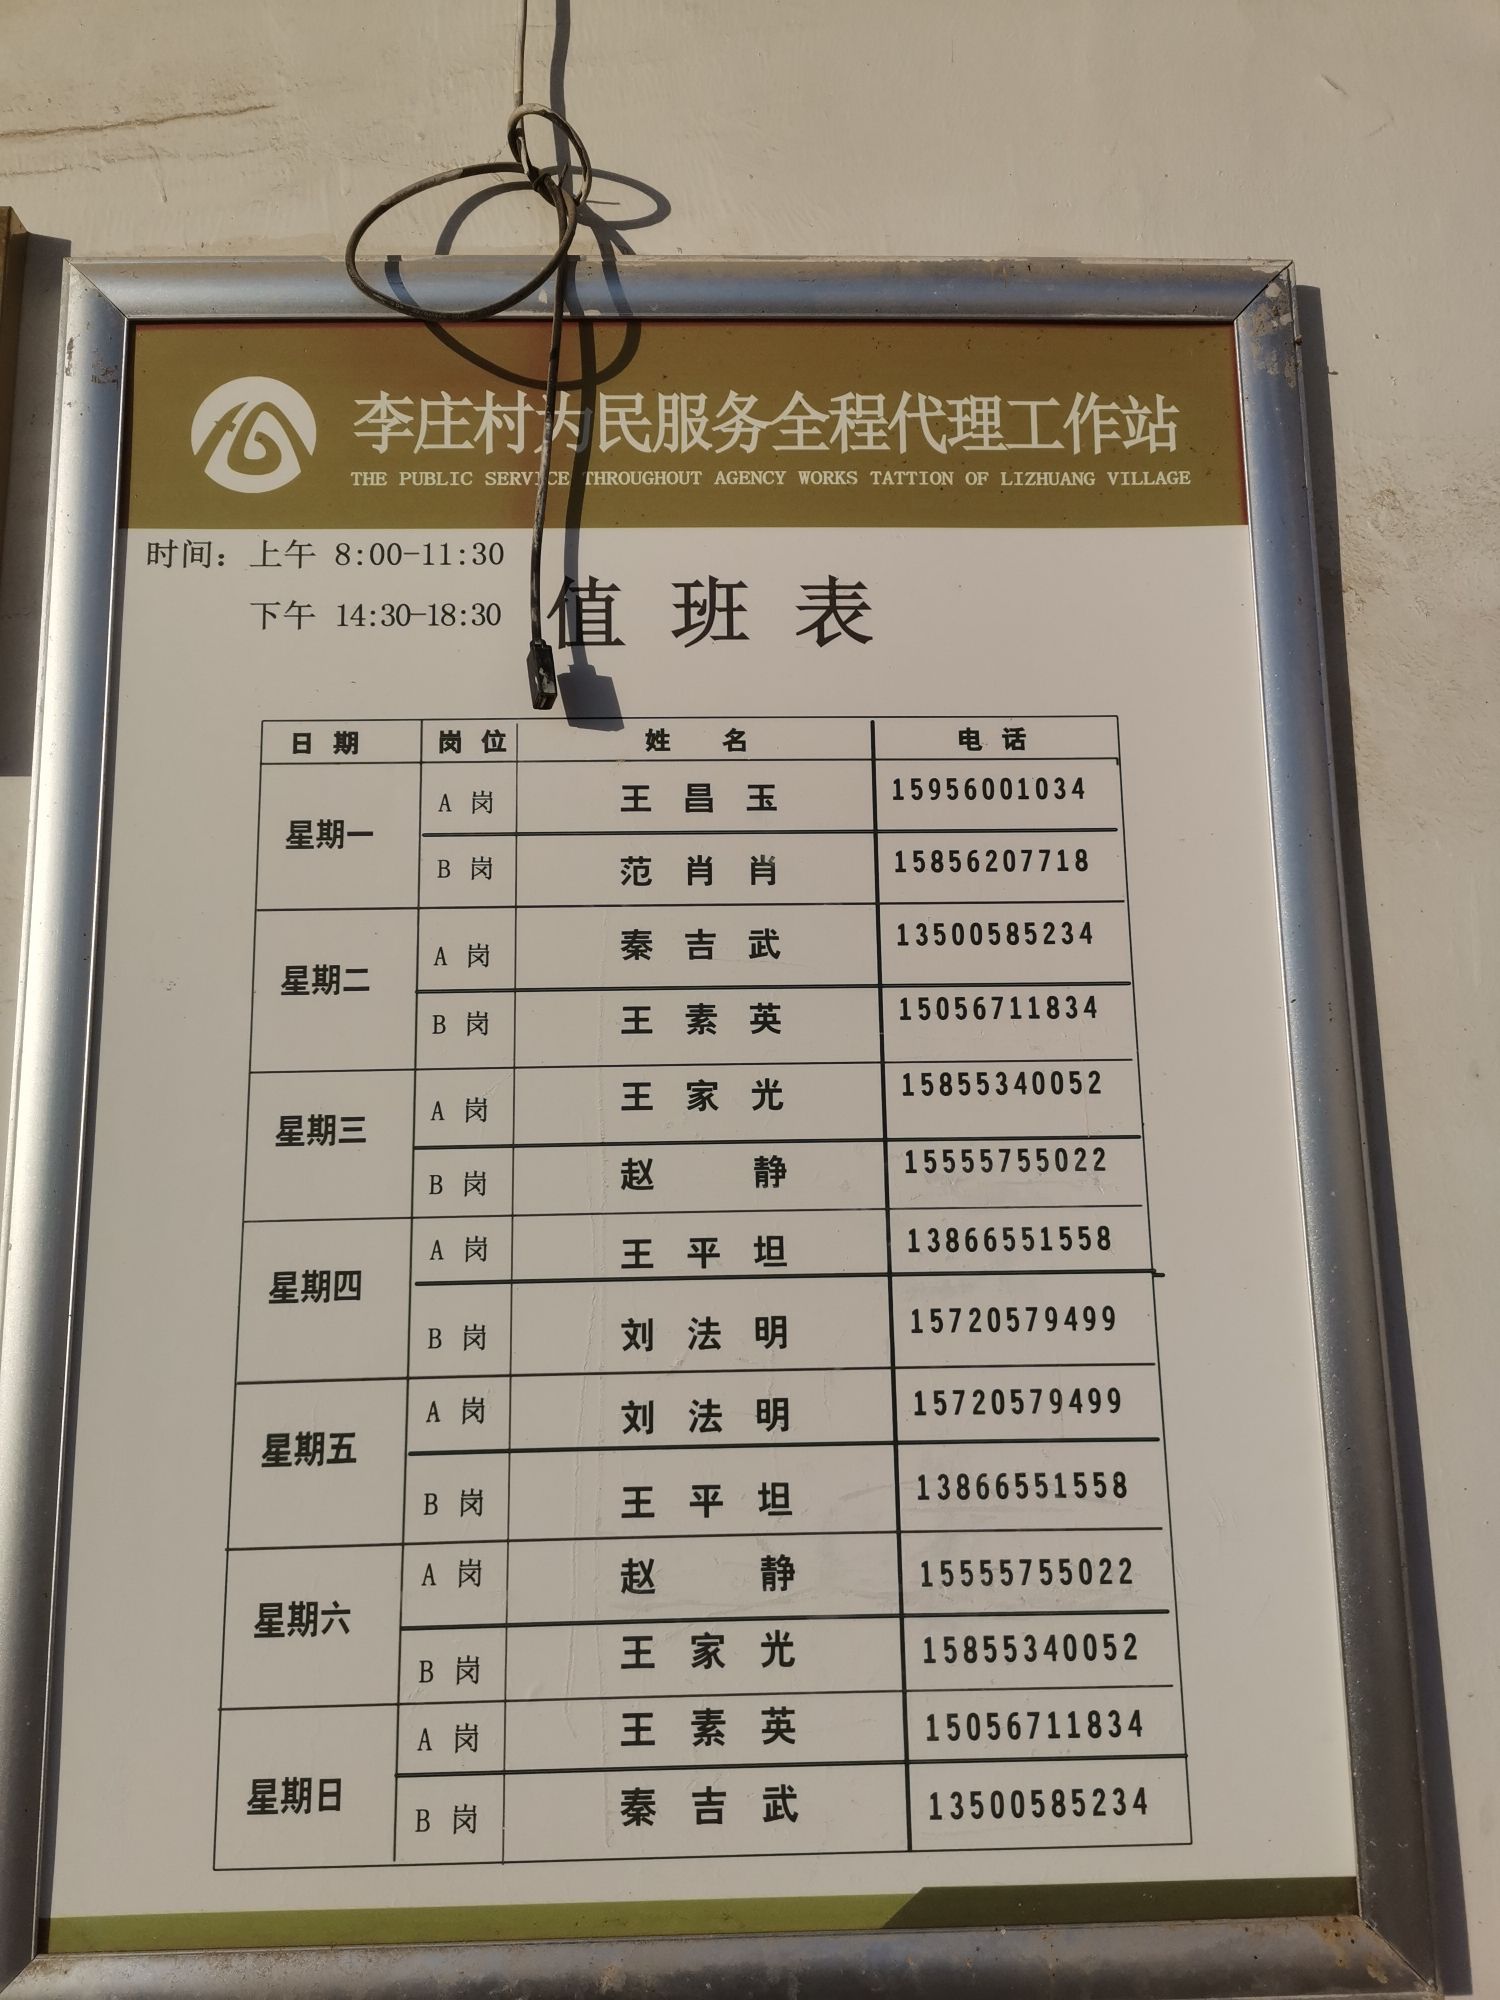 李庄村为民服务全程代理工作站
THE PUBLIC SERVICE THROUGHOUT AGENCY WORKS TATTION OF LIZHUANG VILLAGE
时间：上午 8:00-11:30
下午 14:30-18:30
值班表
日期 岗位 姓名 电话
星期一
A岗 王昌玉 15956001034
B岗 范肖肖 15856207718
星期二
A岗 秦吉武 13500585234
B岗 王素英 15056711834
星期三
A岗 王家光 15855340052
B岗 赵静 15555755022
星期四
A岗 王平坦 13866551558
B岗 刘法明 15720579499
星期五
A岗 刘法明 15720579499
B岗 王平坦 13866551558
星期六
A岗 赵静 15555755022
B岗 王家光 15855340052
星期日
A岗 王素英 15056711834
B岗 秦吉武 13500585234